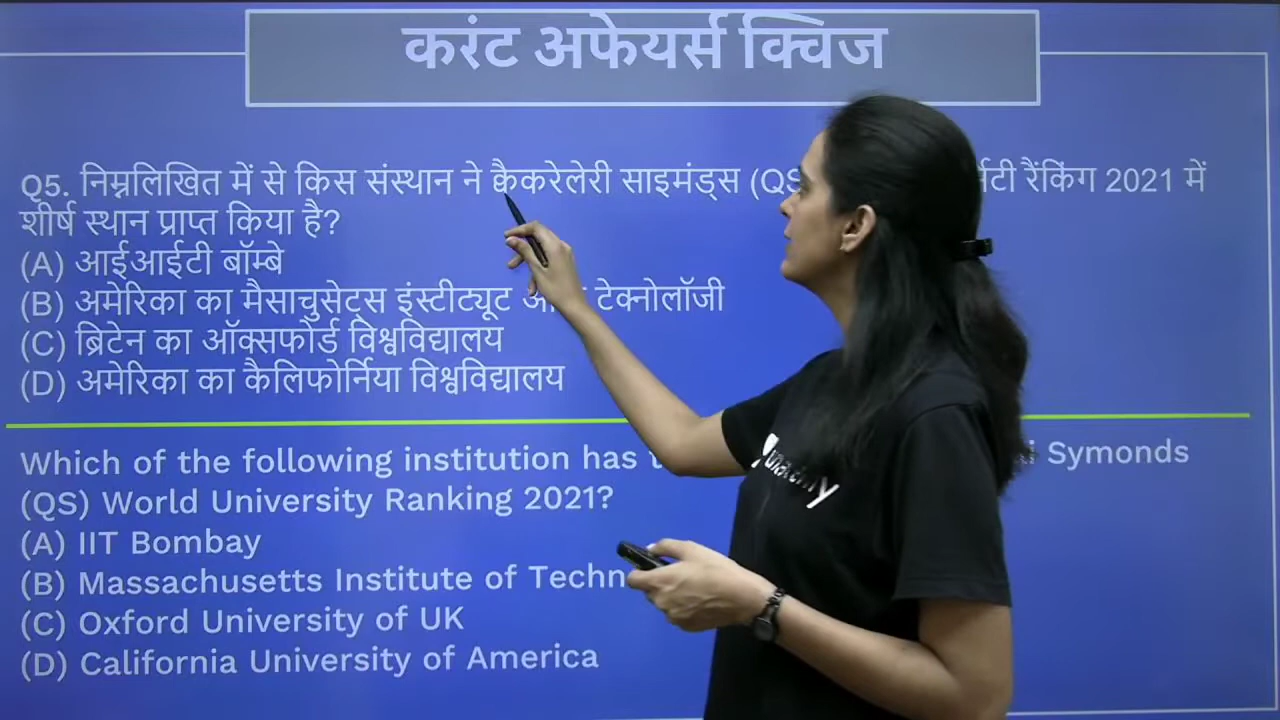 करंट अफेयर्स क्विज
Q5. निम्नलिखित में से किस संस्थान ने कैकरेलेरी साइमंड्स (QS रैंकिंग 2021 में
शीर्ष स्थान प्राप्त किया है?
(A) आईआईटी बॉम्बे
(B) अमेरिका का मैसाचुसेट्स इंस्टीट्यूट टेक्नोलॉजी
(C) ब्रिटेन का ऑक्सफोर्ड विश्वविद्यालय
(D) अमेरिका का कैलिफोर्निया विश्वविद्यालय
Which of the following institution has Symonds
(QS) World University Ranking 2021?
(A) IIT Bombay
(B) Massachusetts Institute of Techn
(C) Oxford University of UK
(D) California University of America
unacademy